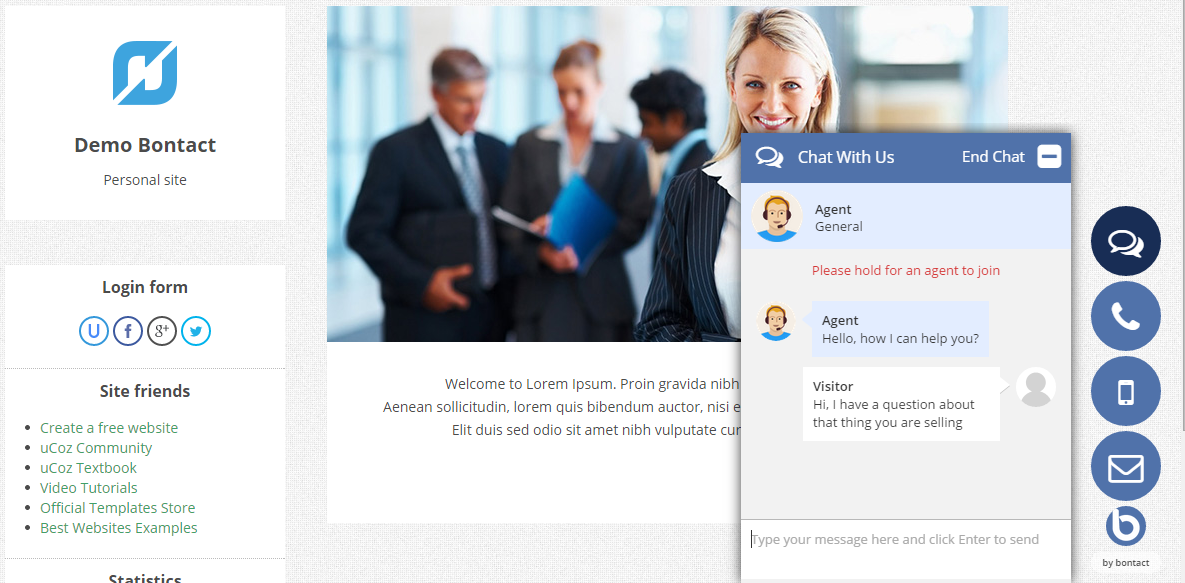 Demo Bontact
Personal site
Login form
U f g+
Site friends
Create a free website
uCoz Community
uCoz Textbook
Video Tutorials
Official Templates Store
Best Websites Examples
Statistics
Welcome to Lorem Ipsum. Proin gravida nibh
Aenean sollicitudin, lorem quis bibendum auctor, nisi e
Elit duis sed odio sit amet nibh vulputate cur
Chat With Us
End Chat
Agent
General
Please hold for an agent to join
Agent
Hello, how I can help you?
Visitor
Hi, I have a question about
that thing you are selling
Type your message here and click Enter to send
b
by bontact